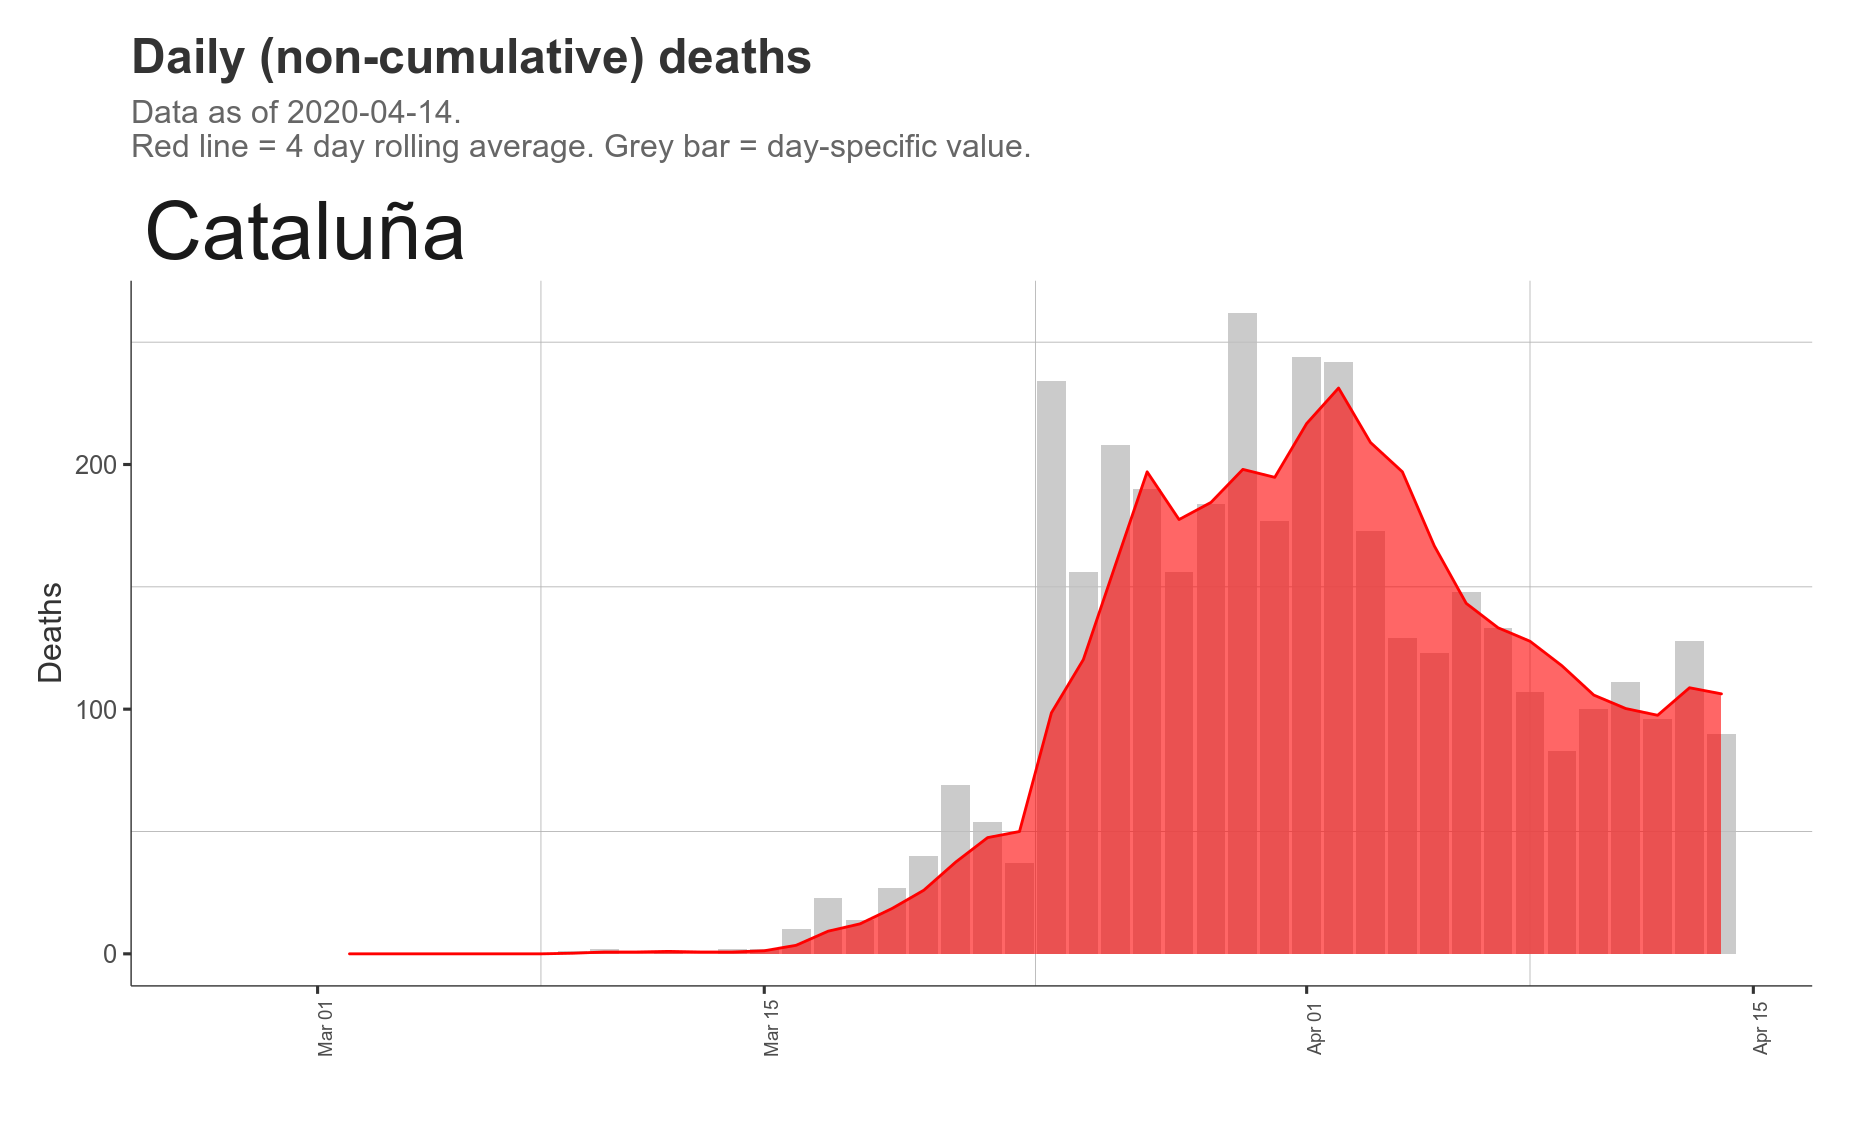 Daily (non-cumulative) deaths
Data as of 2020-04-14.
Red line = 4 day rolling average. Grey bar = day-specific value.
Cataluña
Deaths
200
100
0
Mar 01
Mar 15
Apr 01
Apr 15